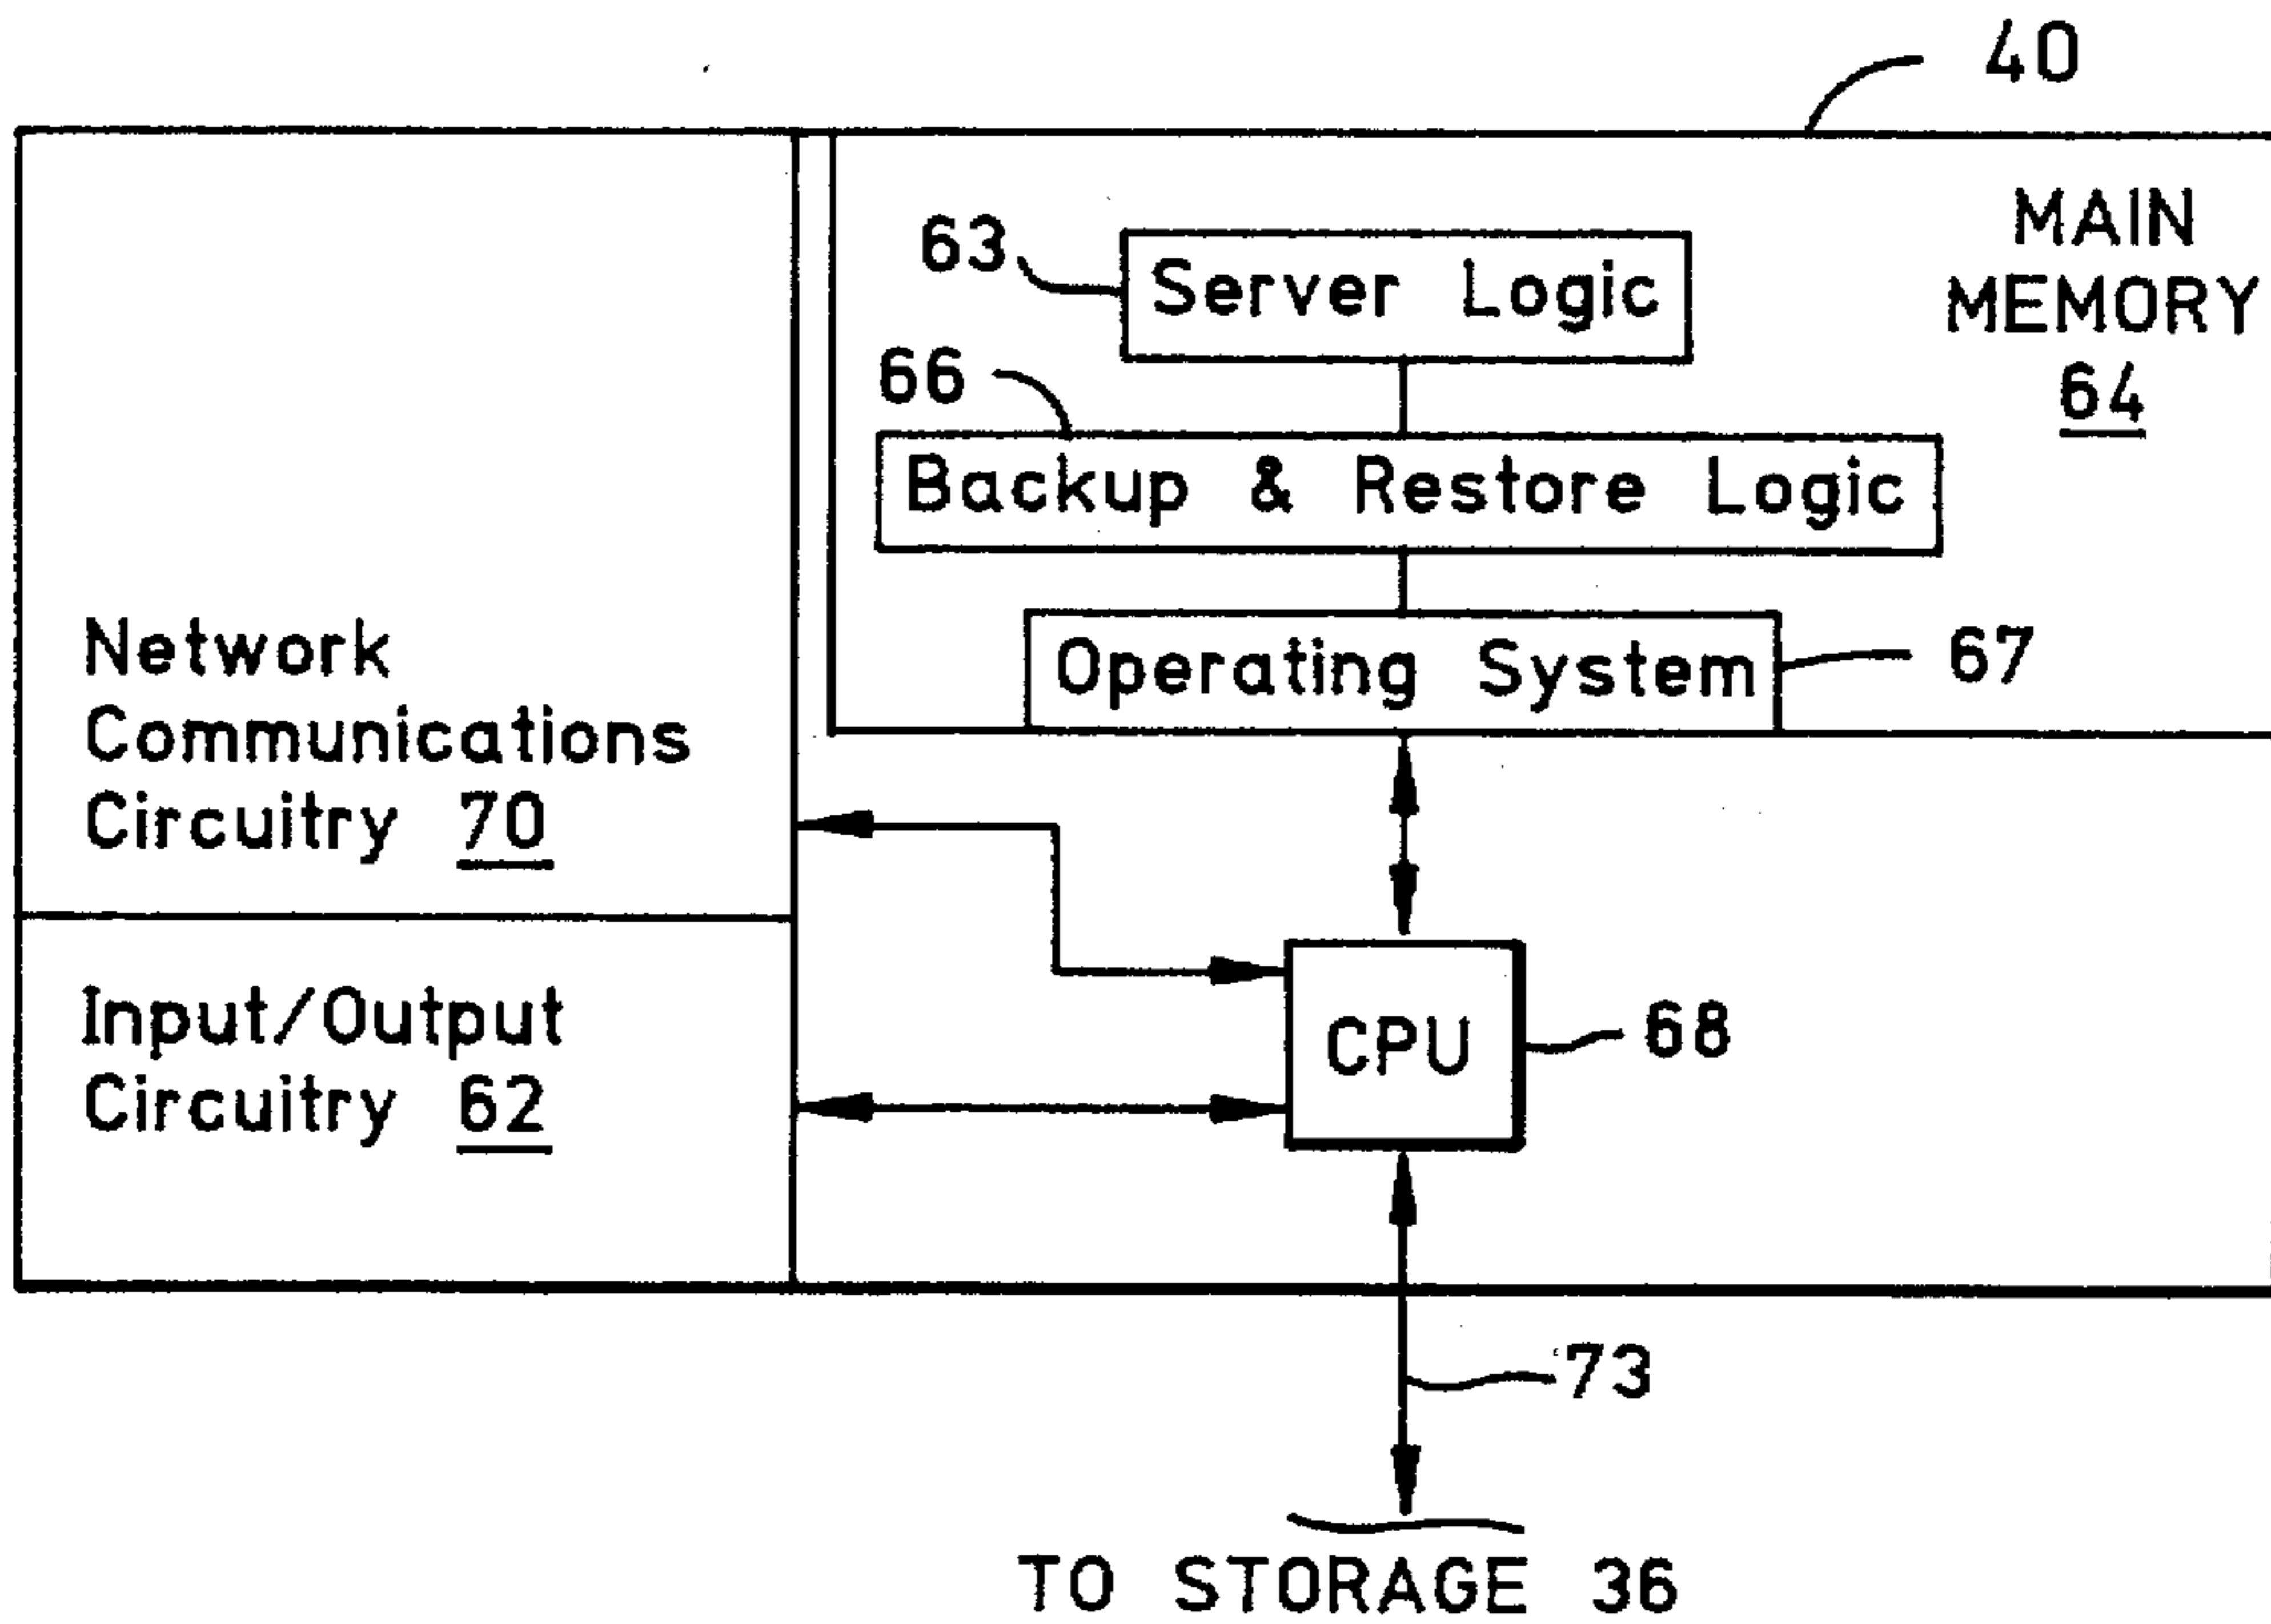 40
MAIN
MEMORY
64
63
Server Logic
66
Backup & Restore Logic
Operating System
67
Network
Communications
Circuitry 70
Input/Output
Circuitry 62
CPU
68
73
TO STORAGE 36